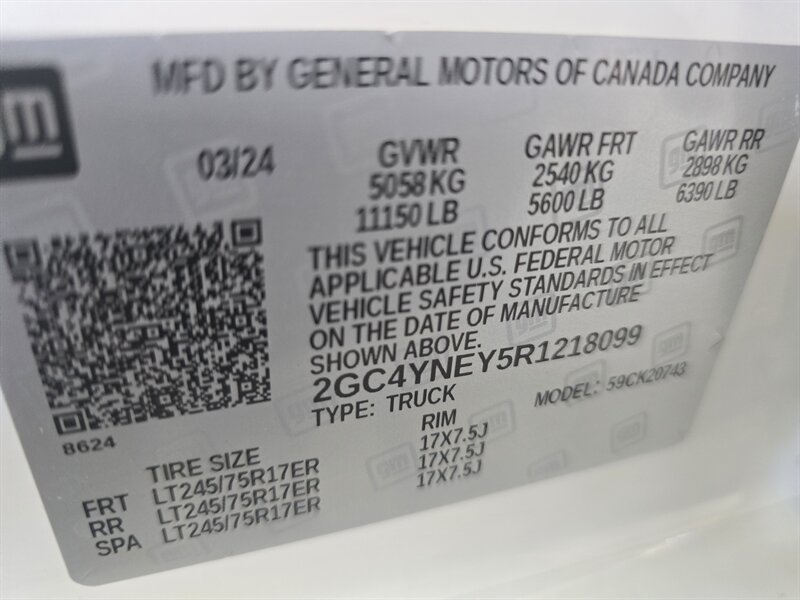 MFD BY GENERAL MOTORS OF CANADA COMPANY
gm
03/24
GVWR GAWR FRT GAWR RR
5058 KG 2540 KG 2898 KG
11150 LB 5600 LB 6390 LB
THIS VEHICLE CONFORMS TO ALL
APPLICABLE U.S. FEDERAL MOTOR
VEHICLE SAFETY STANDARDS IN EFFECT
ON THE DATE OF MANUFACTURE
SHOWN ABOVE.
2GC4YNEY5R1218099
TYPE: TRUCK MODEL: 59CK20743
8624
TIRE SIZE RIM
FRT LT245/75R17ER 17X7.5J
RR LT245/75R17ER 17X7.5J
SPA LT245/75R17ER 17X7.5J